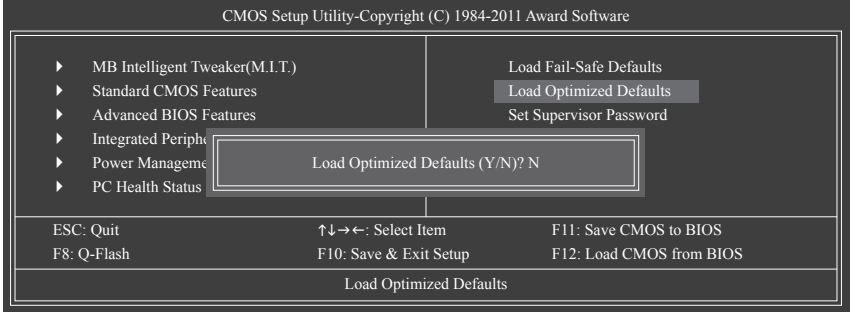 CMOS Setup Utility-Copyright (C) 1984-2011 Award Software
MB Intelligent Tweaker(M.I.T.)
Standard CMOS Features
Advanced BIOS Features
Integrated Periphe
Power Manageme
PC Health Status
Load Fail-Safe Defaults
Load Optimized Defaults
Set Supervisor Password
Load Optimized Defaults (Y/N)? N
ESC: Quit
↑↓→←: Select Item
F11: Save CMOS to BIOS
F8: Q-Flash
F10: Save & Exit Setup
F12: Load CMOS from BIOS
Load Optimized Defaults